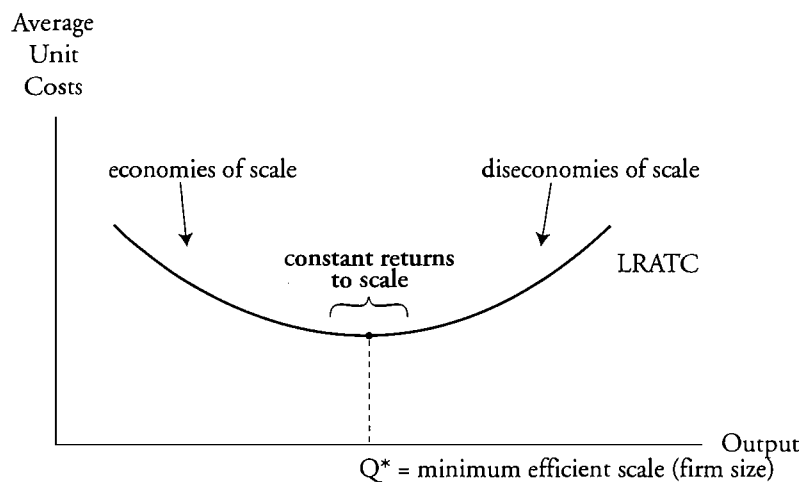 Average
Unit
Costs
economies of scale
diseconomies of scale
constant returns
to scale
LRATC
Output
Q* = minimum efficient scale (firm size)